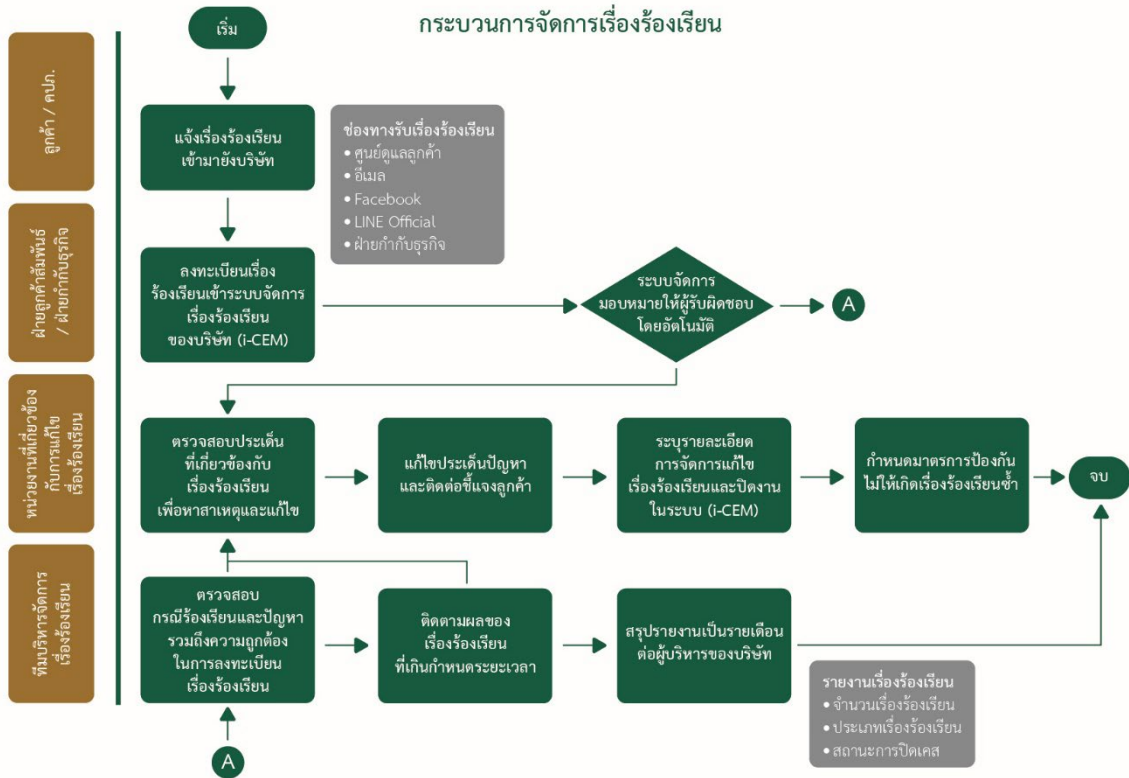 กระบวนการจัดการเรื่องร้องเรียน
ลูกค้า / คปภ.
เริ่ม
แจ้งเรื่องร้องเรียน
เข้ามายังบริษัท
ช่องทางรับเรื่องร้องเรียน
• ศูนย์ดูแลลูกค้า
• อีเมล
• Facebook
• LINE Official
• ฝ่ายกำกับธุรกิจ
ฝ่ายลูกค้าสัมพันธ์
/ ฝ่ายกำกับธุรกิจ
ลงทะเบียนเรื่อง
ร้องเรียนเข้าระบบจัดการ
เรื่องร้องเรียน
ของบริษัท (i-CEM)
ระบบจัดการ
มอบหมายให้ผู้รับผิดชอบ
โดยอัตโนมัติ
A
หน่วยงานที่เกี่ยวข้อง
กับการแก้ไข
เรื่องร้องเรียน
ตรวจสอบประเด็น
ที่เกี่ยวข้องกับ
เรื่องร้องเรียน
เพื่อหาสาเหตุและแก้ไข
แก้ไขประเด็นปัญหา
และติดต่อชี้แจงลูกค้า
ระบุรายละเอียด
การจัดการแก้ไข
เรื่องร้องเรียนและปิดงาน
ในระบบ (i-CEM)
กำหนดมาตรการป้องกัน
ไม่ให้เกิดเรื่องร้องเรียนซ้ำ
จบ
ทีมบริหารจัดการ
เรื่องร้องเรียน
ตรวจสอบ
กรณีร้องเรียนและปัญหา
รวมถึงความถูกต้อง
ในการลงทะเบียน
เรื่องร้องเรียน
ติดตามผลของ
เรื่องร้องเรียน
ที่เกินกำหนดระยะเวลา
สรุปรายงานเป็นรายเดือน
ต่อผู้บริหารของบริษัท
รายงานเรื่องร้องเรียน
• จำนวนเรื่องร้องเรียน
• ประเภทเรื่องร้องเรียน
• สถานะการปิดเคส
A